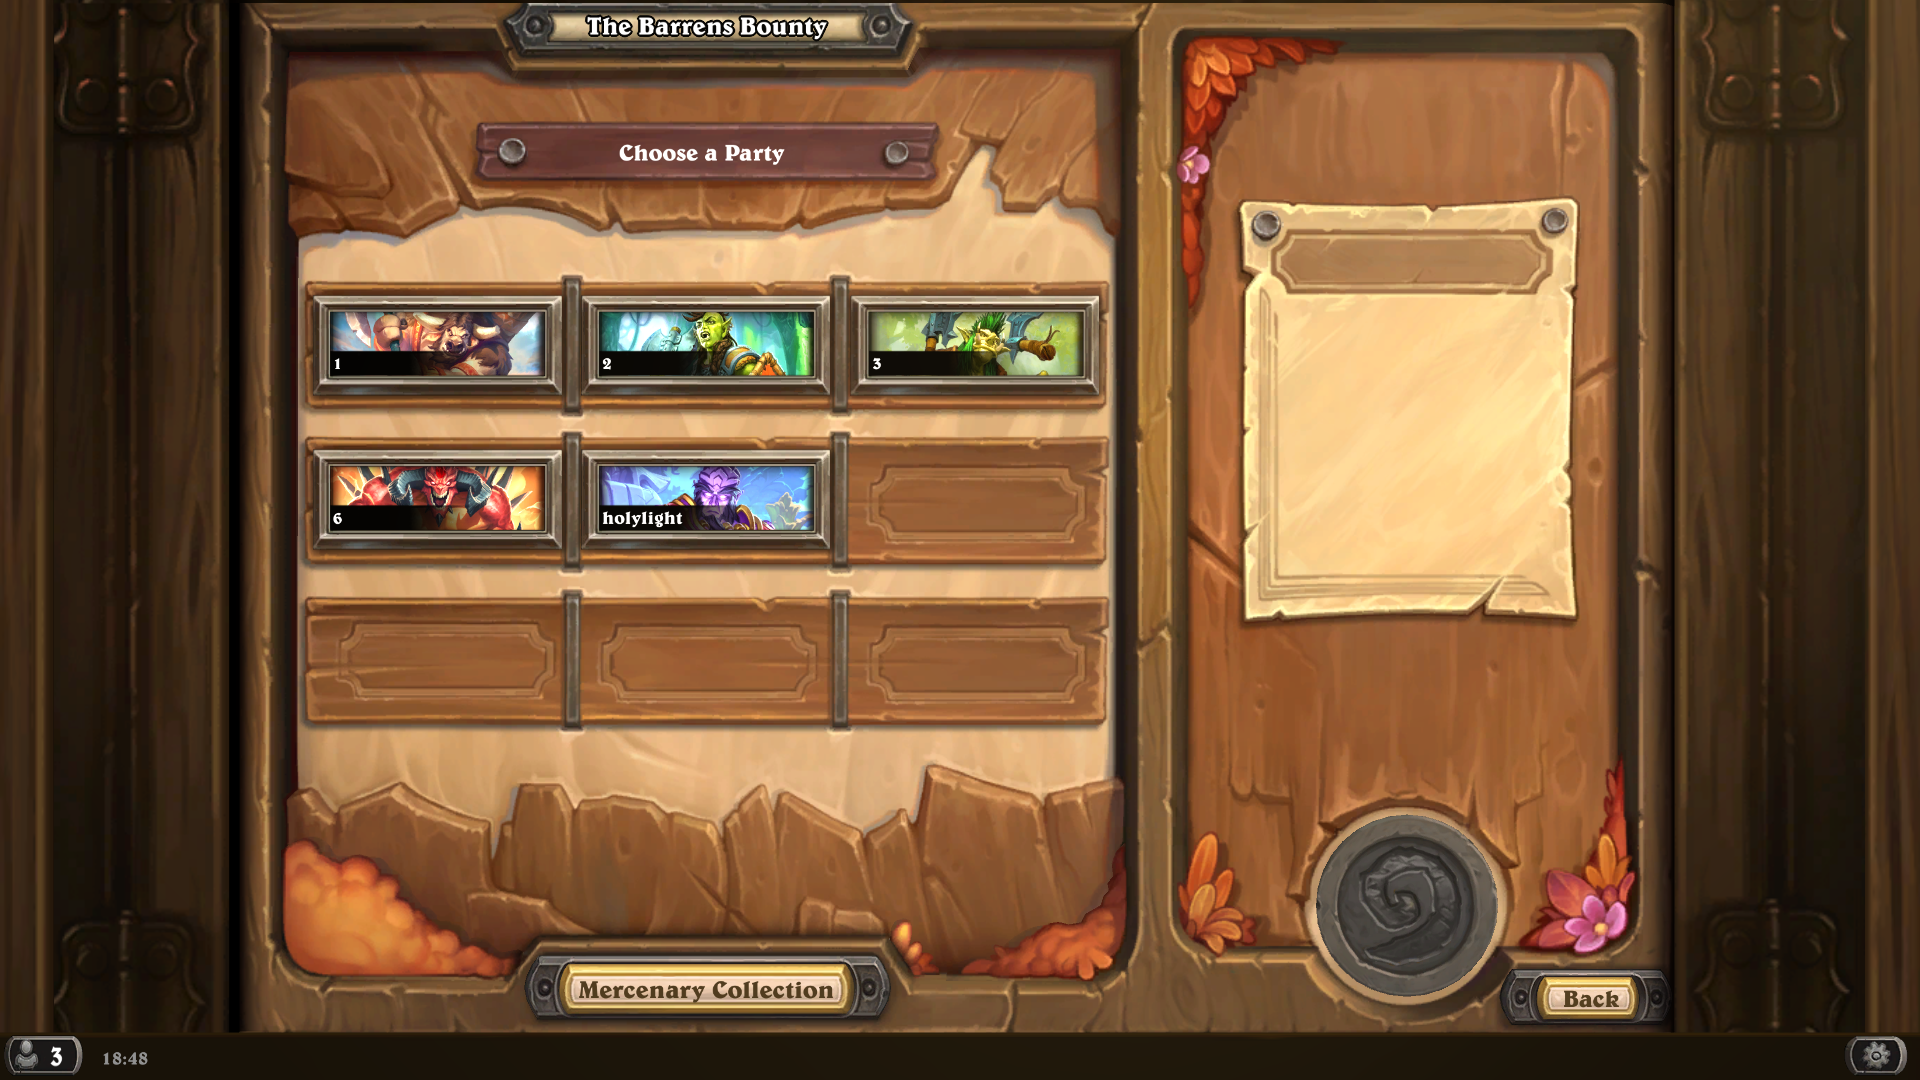 The Barrens Bounty
Choose a Party
1
2
3
6
holylight
Mercenary Collection
Back
3
18:48